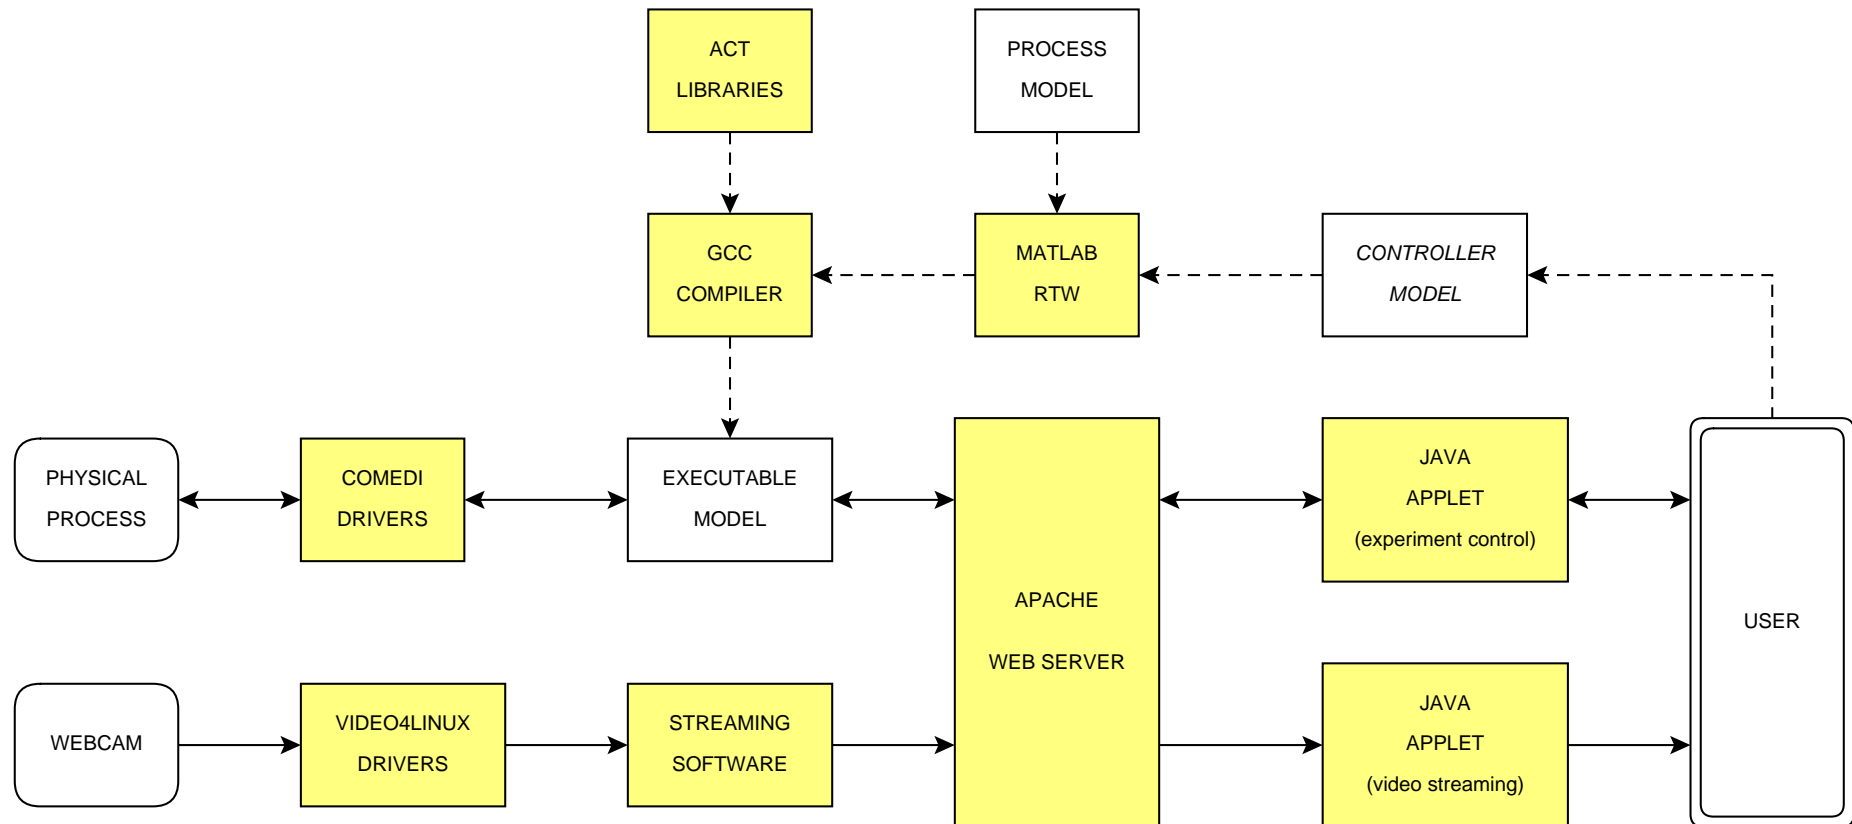 ACT
LIBRARIES
PROCESS
MODEL
GCC
COMPILER
MATLAB
RTW
CONTROLLER
MODEL
PHYSICAL
PROCESS
COMEDI
DRIVERS
EXECUTABLE
MODEL
APACHE
WEB SERVER
JAVA
APPLET
(experiment control)
USER
WEBCAM
VIDEO4LINUX
DRIVERS
STREAMING
SOFTWARE
JAVA
APPLET
(video streaming)